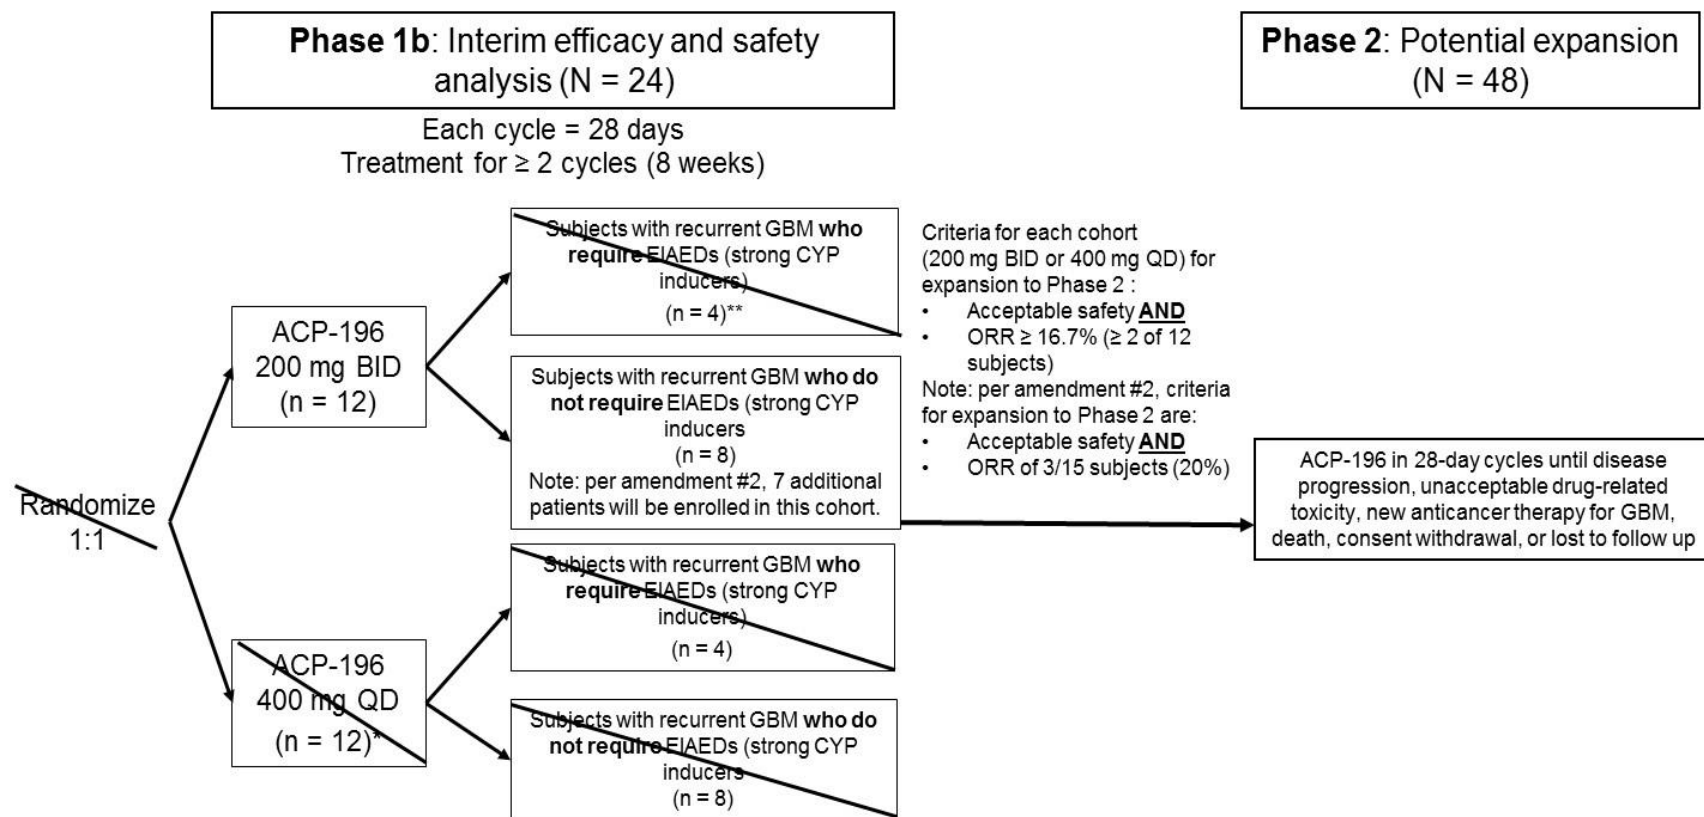 Phase 1b: Interim efficacy and safety
analysis (N = 24)
Phase 2: Potential expansion
(N = 48)
Each cycle = 28 days
Treatment for ≥ 2 cycles (8 weeks)
Randomize
1:1
ACP-196
200 mg BID
(n = 12)
ACP-196
400 mg QD
(n = 12)*
Subjects with recurrent GBM who
require EIAEDs (strong CYP
inducers)
(n = 4)**
Subjects with recurrent GBM who do
not require EIAEDs (strong CYP
inducers
(n = 8)
Note: per amendment #2, 7 additional
patients will be enrolled in this cohort.
Subjects with recurrent GBM who
require EIAEDs (strong CYP
inducers)
(n = 4)
Subjects with recurrent GBM who do
not require EIAEDs (strong CYP
inducers
(n = 8)
Criteria for each cohort
(200 mg BID or 400 mg QD) for
expansion to Phase 2 :
• Acceptable safety AND
• ORR ≥ 16.7% (≥ 2 of 12
subjects)
Note: per amendment #2, criteria
for expansion to Phase 2 are:
• Acceptable safety AND
• ORR of 3/15 subjects (20%)
ACP-196 in 28-day cycles until disease
progression, unacceptable drug-related
toxicity, new anticancer therapy for GBM,
death, consent withdrawal, or lost to follow up